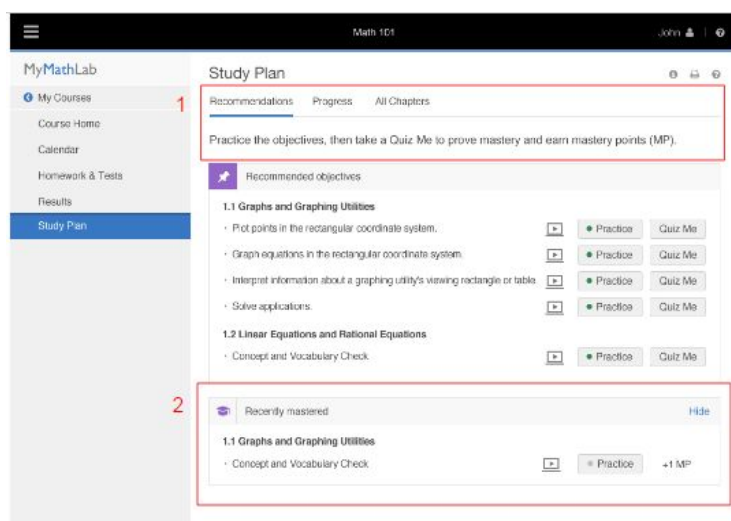 Math 101
John
MyMathLab
My Courses
Course Home
Calendar
Homework & Tests
Results
Study Plan
1
Study Plan
Recommendations Progress All Chapters
Practice the objectives, then take a Quiz Me to prove mastery and earn mastery points (MP).
Recommended objectives
1.1 Graphs and Graphing Utilities
· Plot points in the rectangular coordinate system. Practice Quiz Me
· Graph equations in the rectangular coordinate system. Practice Quiz Me
· Interpret information about a graphing utility's viewing rectangle or table. Practice Quiz Me
· Solve applications. Practice Quiz Me
1.2 Linear Equations and Rational Equations
· Concept and Vocabulary Check Practice Quiz Me
2
Recently mastered Hide
1.1 Graphs and Graphing Utilities
· Concept and Vocabulary Check Practice +1 MP